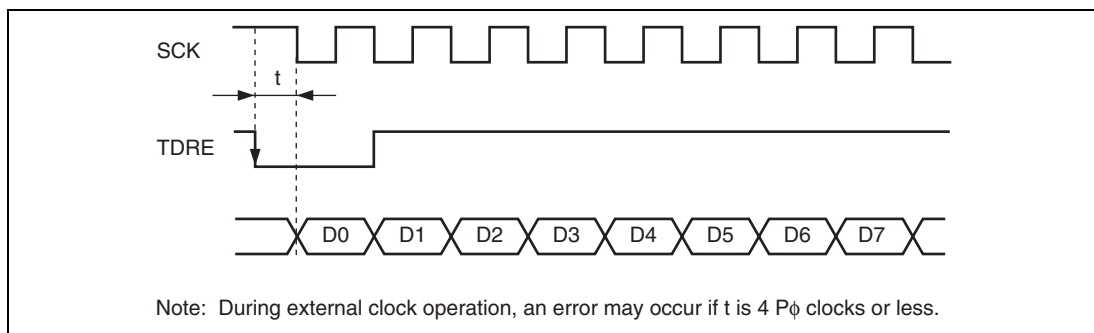 SCK
t
TDRE
D0 D1 D2 D3 D4 D5 D6 D7
Note: During external clock operation, an error may occur if t is 4 Pϕ clocks or less.